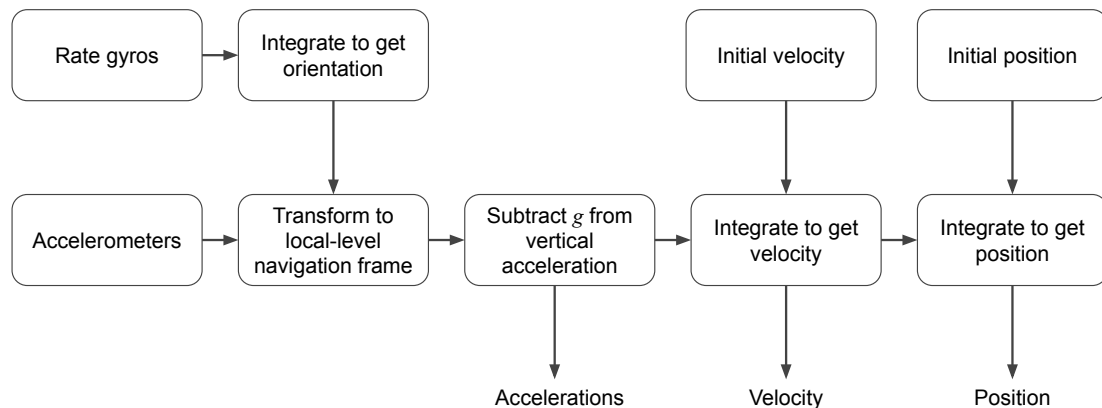 Rate gyros
Integrate to get
orientation
Initial velocity
Initial position
Accelerometers
Transform to
local-level
navigation frame
Subtract g from
vertical
acceleration
Integrate to get
velocity
Integrate to get
position
Accelerations
Velocity
Position